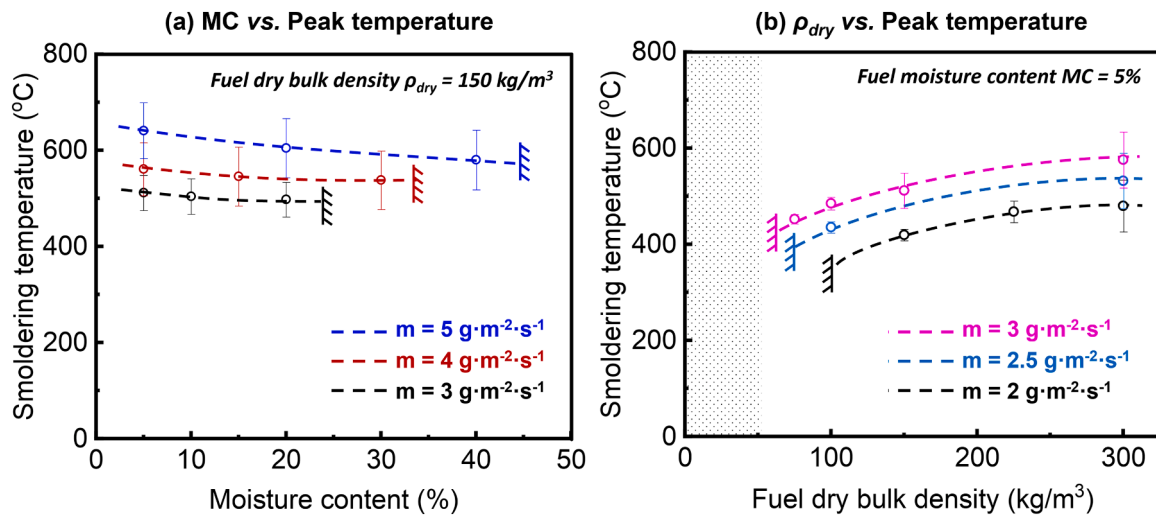 (a) MC vs. Peak temperature
Smoldering temperature (°C)
800
600
400
200
0
Fuel dry bulk density ρdry = 150 kg/m³
m = 5 g·m⁻²·s⁻¹
m = 4 g·m⁻²·s⁻¹
m = 3 g·m⁻²·s⁻¹
0 10 20 30 40 50
Moisture content (%)
(b) ρdry vs. Peak temperature
Smoldering temperature (°C)
800
600
400
200
0
Fuel moisture content MC = 5%
m = 3 g·m⁻²·s⁻¹
m = 2.5 g·m⁻²·s⁻¹
m = 2 g·m⁻²·s⁻¹
0 100 200 300
Fuel dry bulk density (kg/m³)